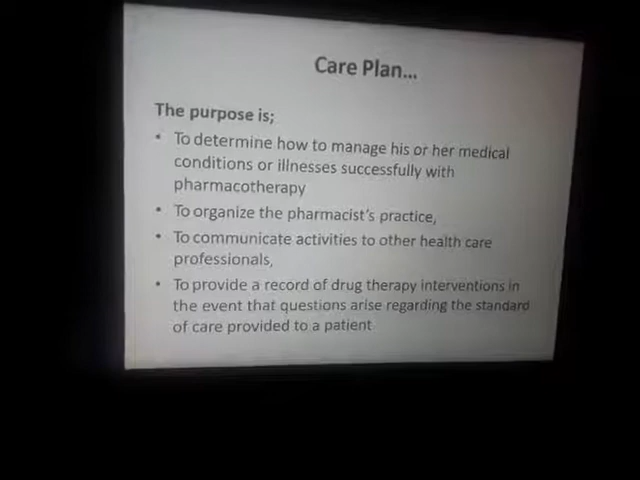 Care Plan...
The purpose is;
• To determine how to manage his or her medical
conditions or illnesses successfully with
pharmacotherapy
• To organize the pharmacist's practice,
• To communicate activities to other health care
professionals,
• To provide a record of drug therapy interventions in
the event that questions arise regarding the standard
of care provided to a patient